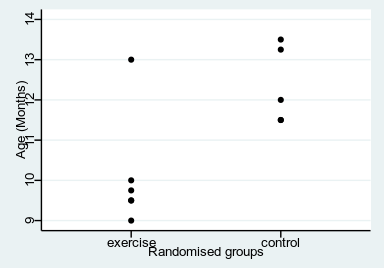 14
13
12
11
10
9
Age (Months)
exercise
control
Randomised groups